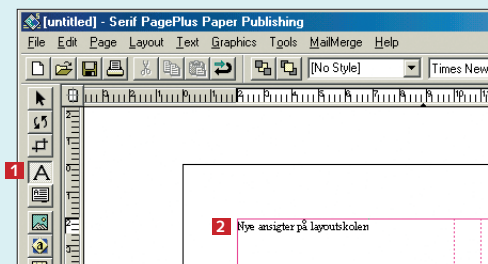 [untitled] - Serif PagePlus Paper Publishing
File Edit Page Layout Text Graphics Tools MailMerge Help
[No Style] Times New
1
2 Nye ansigter på layoutskolen